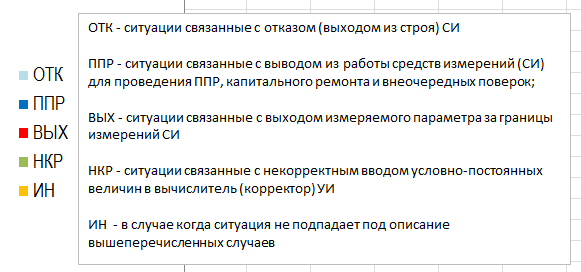 ОТК
ППР
ВЫХ
НКР
ИН
ОТК - ситуации связанные с отказом (выходом из строя) СИ
ППР - ситуации связанные с выводом из работы средств измерений (СИ)
для проведения ППР, капитального ремонта и внеочередных поверок;
ВЫХ - ситуации связанные с выходом измеряемого параметра за границы
измерений СИ
НКР - ситуации связанные с некорректным вводом условно-постоянных
величин в вычислитель (корректор) УИ
ИН - в случае когда ситуация не подпадает под описание
вышеперечисленных случаев